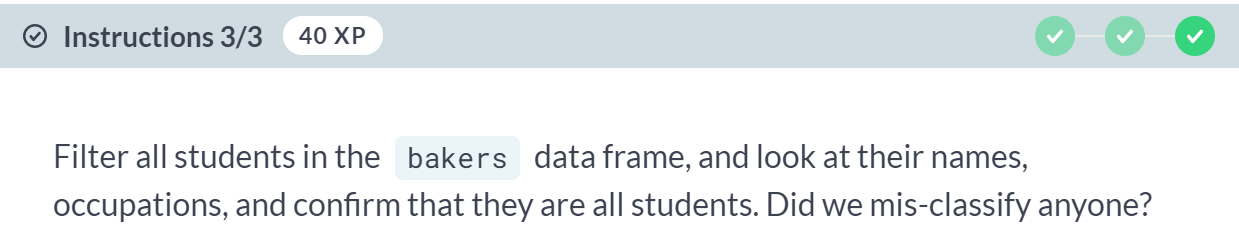 Instructions 3/3 40 XP
Filter all students in the bakers data frame, and look at their names,
occupations, and confirm that they are all students. Did we mis-classify anyone?